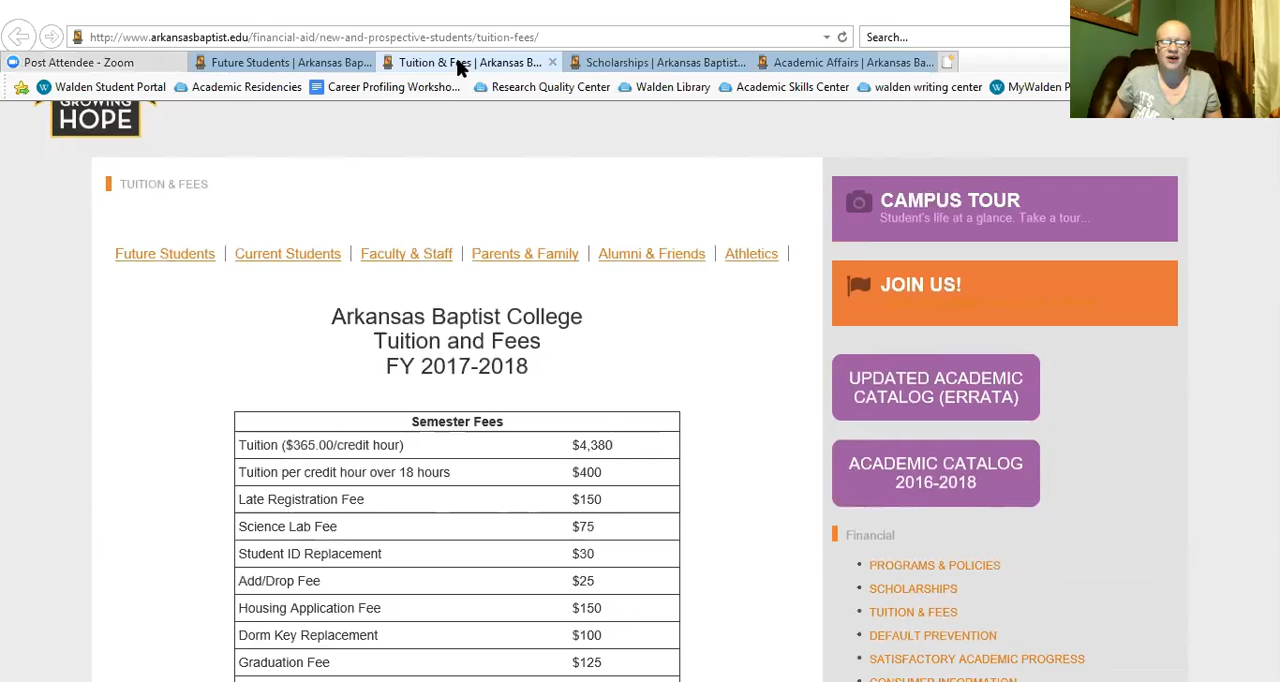 http://www.arkansasbaptist.edu/financial-aid/new-and-prospective-students/tuition-fees/
Search...
Post Attendee - Zoom
Future Students | Arkansas Bap...
Tuition & Fees | Arkansas B...
Scholarships | Arkansas Baptist...
Academic Affairs | Arkansas Ba...
Walden Student Portal
Academic Residencies
Career Profiling Worksho...
Research Quality Center
Walden Library
Academic Skills Center
walden writing center
MyWalden P
GROWING
HOPE
TUITION & FEES
Future Students | Current Students | Faculty & Staff | Parents & Family | Alumni & Friends | Athletics |
Arkansas Baptist College
Tuition and Fees
FY 2017-2018
Semester Fees
Tuition ($365.00/credit hour) $4,380
Tuition per credit hour over 18 hours $400
Late Registration Fee $150
Science Lab Fee $75
Student ID Replacement $30
Add/Drop Fee $25
Housing Application Fee $150
Dorm Key Replacement $100
Graduation Fee $125
CAMPUS TOUR
Student's life at a glance. Take a tour...
JOIN US!
UPDATED ACADEMIC
CATALOG (ERRATA)
ACADEMIC CATALOG
2016-2018
Financial
PROGRAMS & POLICIES
SCHOLARSHIPS
TUITION & FEES
DEFAULT PREVENTION
SATISFACTORY ACADEMIC PROGRESS
CONSUMER INFORMATION